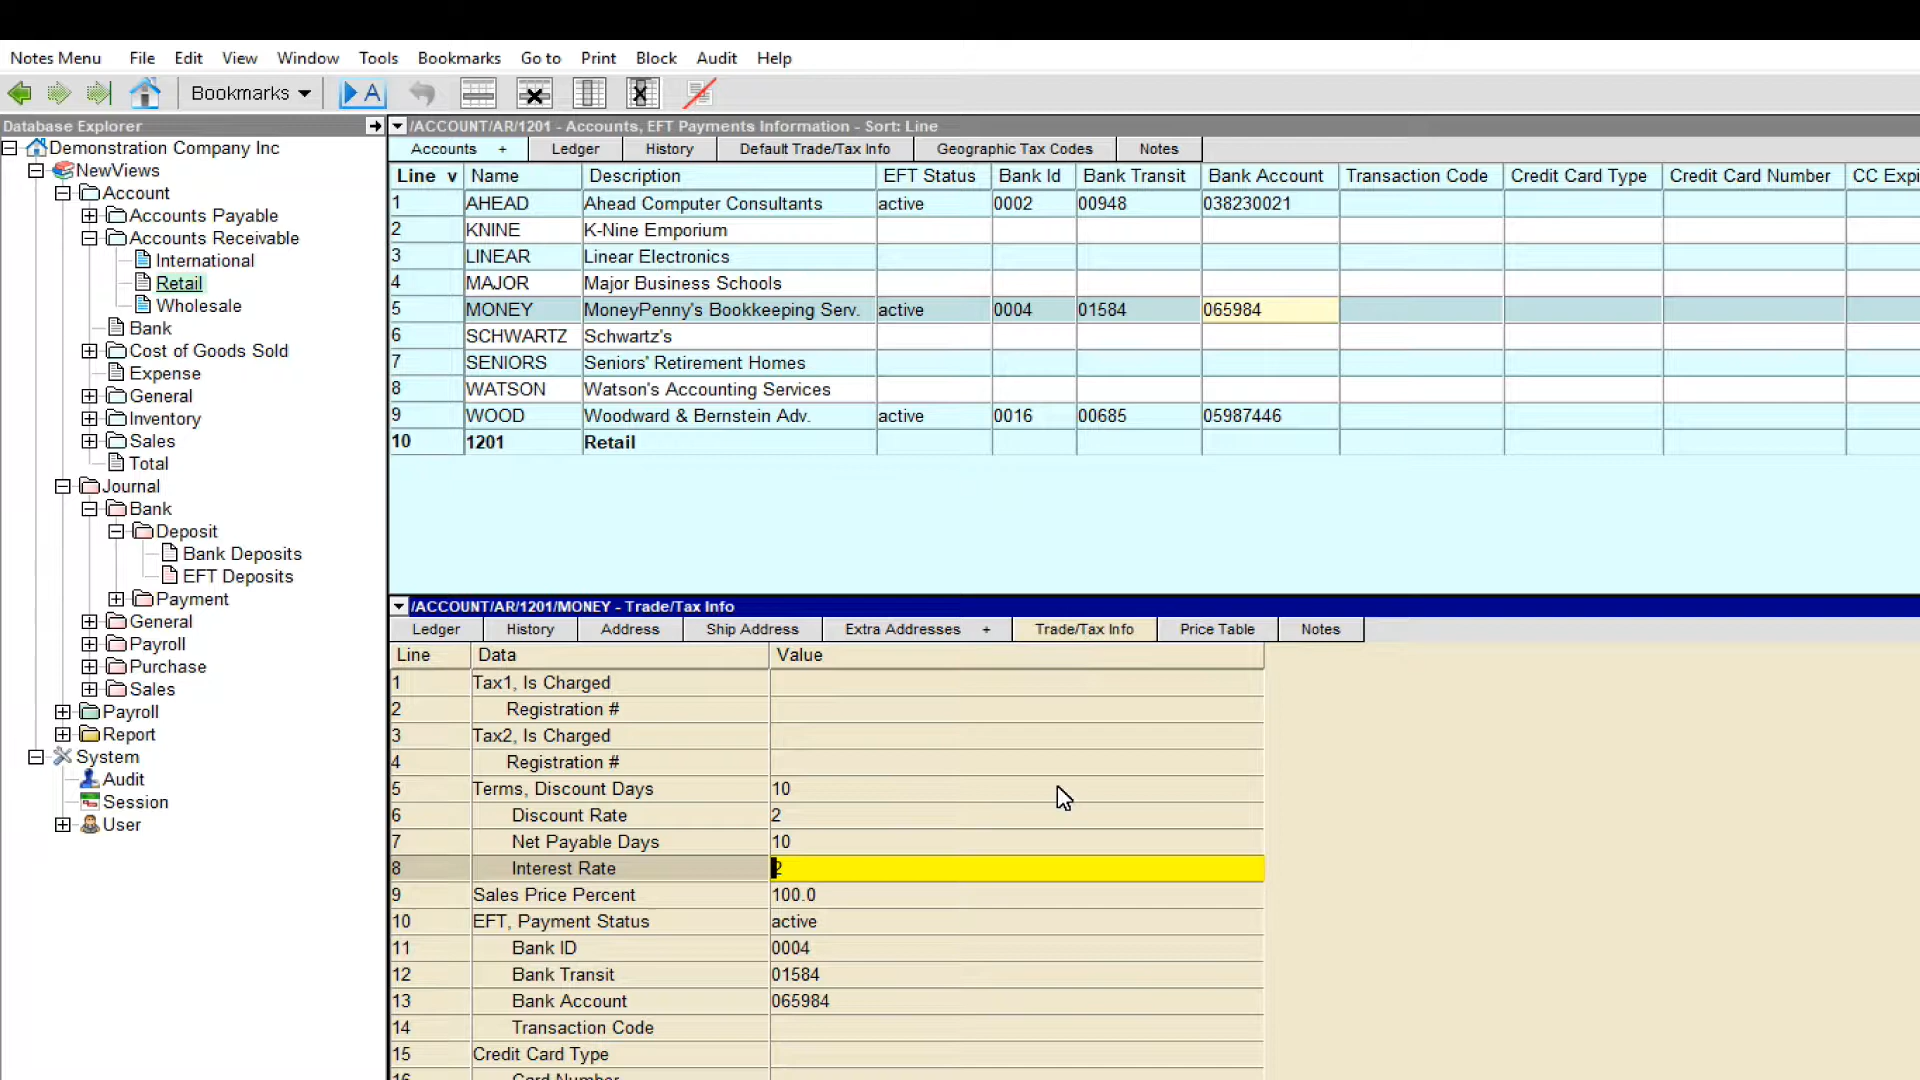 Notes Menu File Edit View Window Tools Bookmarks Go to Print Block Audit Help
Bookmarks A
Database Explorer
Demonstration Company Inc
NewViews
Account
Accounts Payable
Accounts Receivable
International
Retail
Wholesale
Bank
Cost of Goods Sold
Expense
General
Inventory
Sales
Total
Journal
Bank
Deposit
Bank Deposits
EFT Deposits
Payment
General
Payroll
Purchase
Sales
Payroll
Report
System
Audit
Session
User
/ACCOUNT/AR/1201 - Accounts, EFT Payments Information - Sort: Line
Accounts + Ledger History Default Trade/Tax Info Geographic Tax Codes Notes
Line v Name Description EFT Status Bank Id Bank Transit Bank Account Transaction Code Credit Card Type Credit Card Number CC Expi
1 AHEAD Ahead Computer Consultants active 0002 00948 038230021
2 KNINE K-Nine Emporium
3 LINEAR Linear Electronics
4 MAJOR Major Business Schools
5 MONEY MoneyPenny's Bookkeeping Serv. active 0004 01584 065984
6 SCHWARTZ Schwartz's
7 SENIORS Seniors' Retirement Homes
8 WATSON Watson's Accounting Services
9 WOOD Woodward & Bernstein Adv. active 0016 00685 05987446
10 1201 Retail
/ACCOUNT/AR/1201/MONEY - Trade/Tax Info
Ledger History Address Ship Address Extra Addresses + Trade/Tax Info Price Table Notes
Line Data Value
1 Tax1, Is Charged
2 Registration #
3 Tax2, Is Charged
4 Registration #
5 Terms, Discount Days 10
6 Discount Rate 2
7 Net Payable Days 10
8 Interest Rate 2
9 Sales Price Percent 100.0
10 EFT, Payment Status active
11 Bank ID 0004
12 Bank Transit 01584
13 Bank Account 065984
14 Transaction Code
15 Credit Card Type
16 Card Number